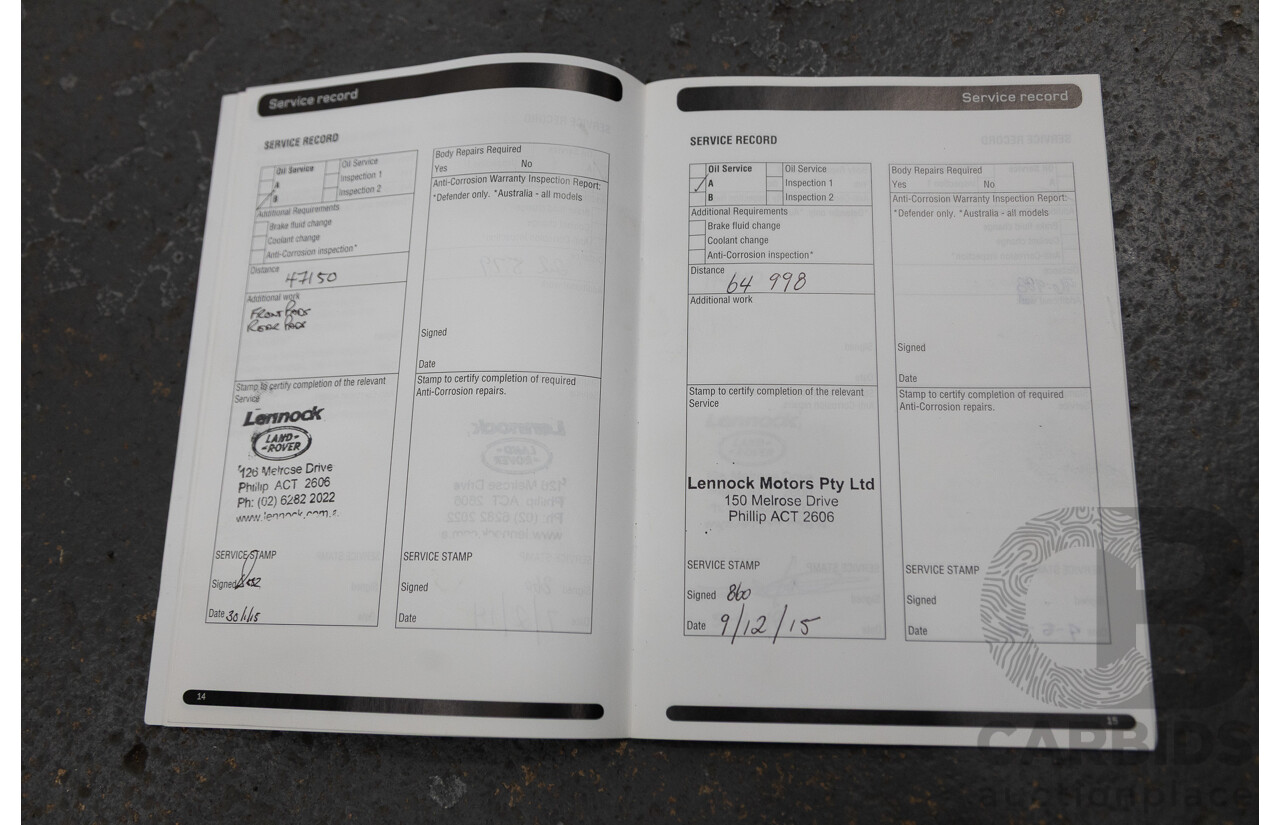 Service record
SERVICE RECORD
Oil Service
A
B
Oil Service
Inspection 1
Inspection 2
Additional Requirements
Brake fluid change
Coolant change
Anti-Corrosion inspection*
Distance
47150
Additional work
FRONT PADS
REAR PADS
Stamp to certify completion of the relevant
Service
Lennock
LAND-
-ROVER
126 Melrose Drive
Phillip ACT 2606
Ph: (02) 6282 2022
www.lennock.com.a
SERVICE STAMP
Signed
Date 30/1/15
Body Repairs Required
Yes No
Anti-Corrosion Warranty Inspection Report:
*Defender only. *Australia - all models
Signed
Date
Stamp to certify completion of required
Anti-Corrosion repairs.
SERVICE STAMP
Signed
Date
14
Service record
SERVICE RECORD
Oil Service
A
B
Oil Service
Inspection 1
Inspection 2
Additional Requirements
Brake fluid change
Coolant change
Anti-Corrosion inspection*
Distance
64 998
Additional work
Stamp to certify completion of the relevant
Service
Lennock Motors Pty Ltd
150 Melrose Drive
Phillip ACT 2606
SERVICE STAMP
Signed 860
Date 9/12/15
Body Repairs Required
Yes No
Anti-Corrosion Warranty Inspection Report:
*Defender only. *Australia - all models
Signed
Date
Stamp to certify completion of required
Anti-Corrosion repairs.
SERVICE STAMP
Signed
Date
15
CARBIDS
auctionplace